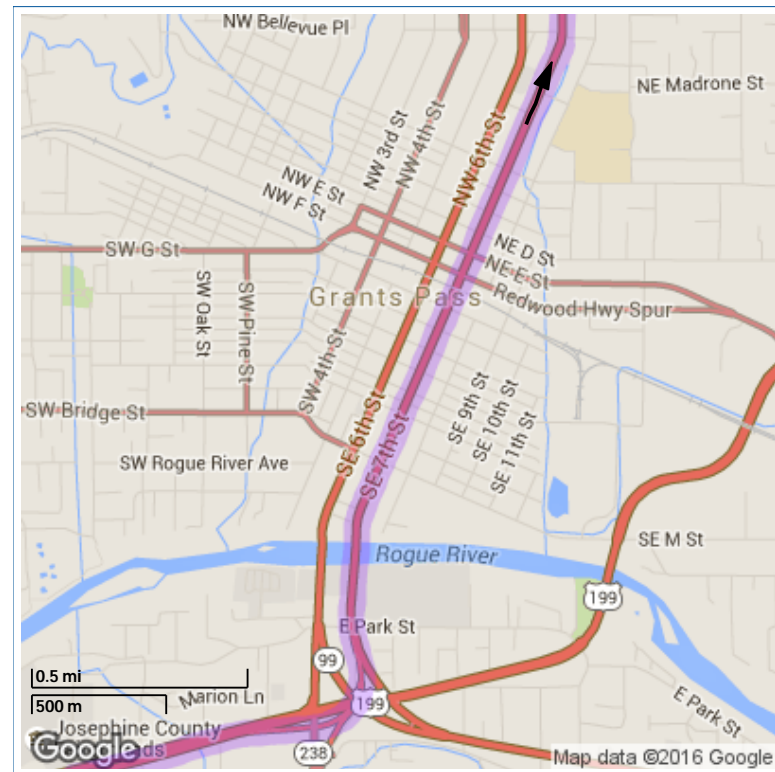 NW Bellevue Pl
NE Madrone St
NW 3rd St
NW 4th St
NW 6th St
NW E St
NW F St
SW G St
NE D St
NE E St
Redwood Hwy Spur
Grants Pass
SW Oak St
SW Pine St
SW 4th St
SE 9th St
SE 10th St
SE 11th St
SW Bridge St
SE 6th St
SE 7th St
SW Rogue River Ave
SE M St
Rogue River
199
E Park St
99
0.5 mi
500 m
Marion Ln
199
E Park St
Josephine County
Google
238
Map data ©2016 Google